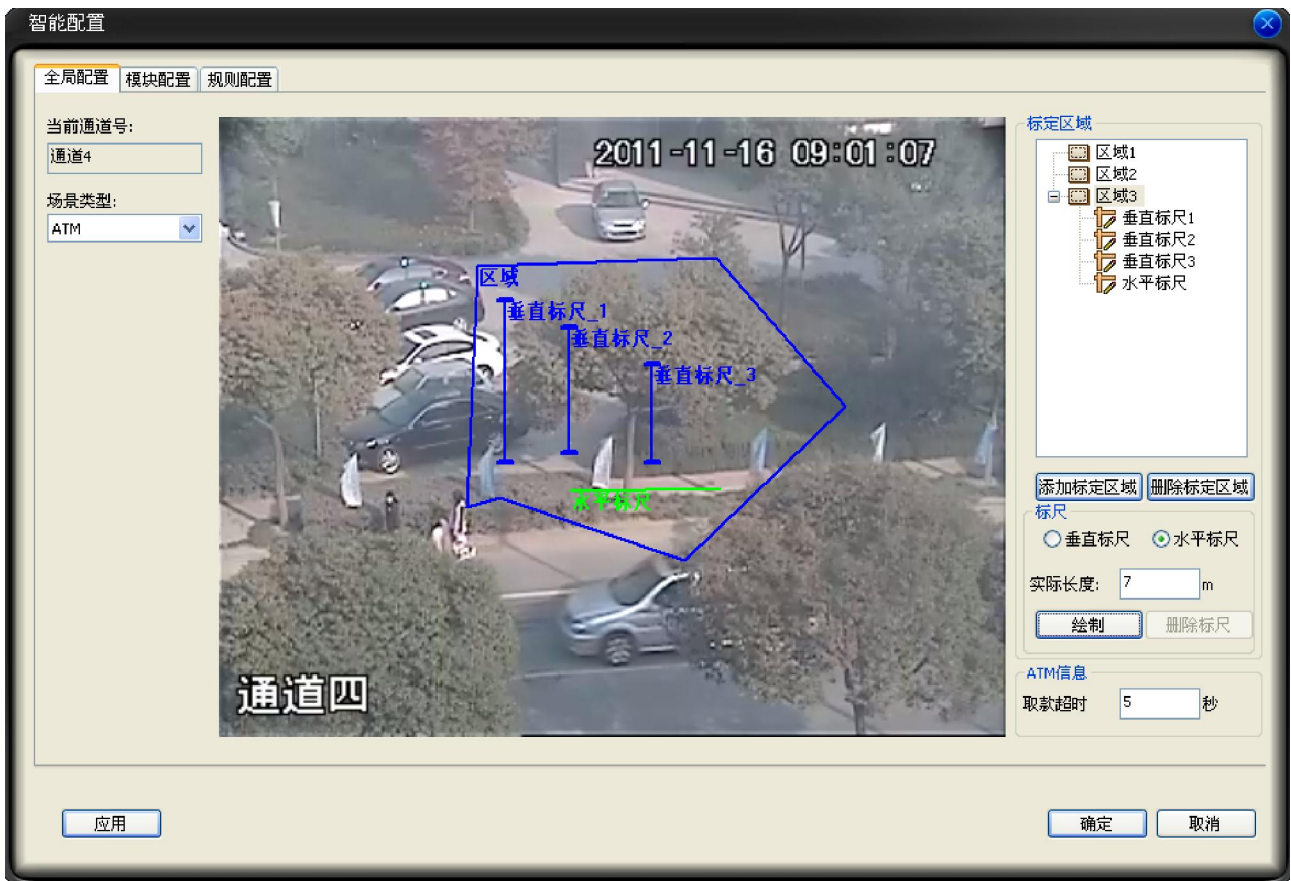 智能配置
全局配置 模块配置 规则配置
当前通道号:
通道4
场景类型:
ATM
2011-11-16 09:01:07
区域
垂直标尺_1
垂直标尺_2
垂直标尺_3
水平标尺
通道四
标定区域
区域1
区域2
区域3
垂直标尺1
垂直标尺2
垂直标尺3
水平标尺
添加标定区域 删除标定区域
标尺
垂直标尺 水平标尺
实际长度: 7 m
绘制 删除标尺
ATM信息
取款超时 5 秒
应用 确定 取消